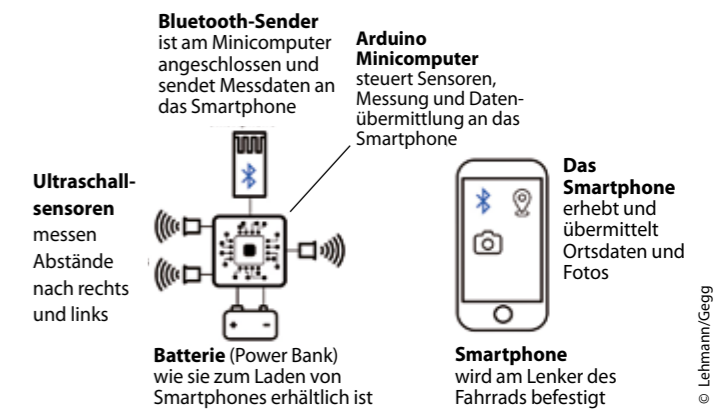 Bluetooth-Sender
ist am Minicomputer
angeschlossen und
sendet Messdaten an
das Smartphone
Arduino
Minicomputer
steuert Sensoren,
Messung und Daten-
übermittlung an das
Smartphone
Ultraschall-
sensoren
messen
Abstände
nach rechts
und links
Das
Smartphone
erhebt und
übermittelt
Ortsdaten und
Fotos
Batterie (Power Bank)
wie sie zum Laden von
Smartphones erhältlich ist
Smartphone
wird am Lenker des
Fahrrads befestigt
© Lehmann/Gegg